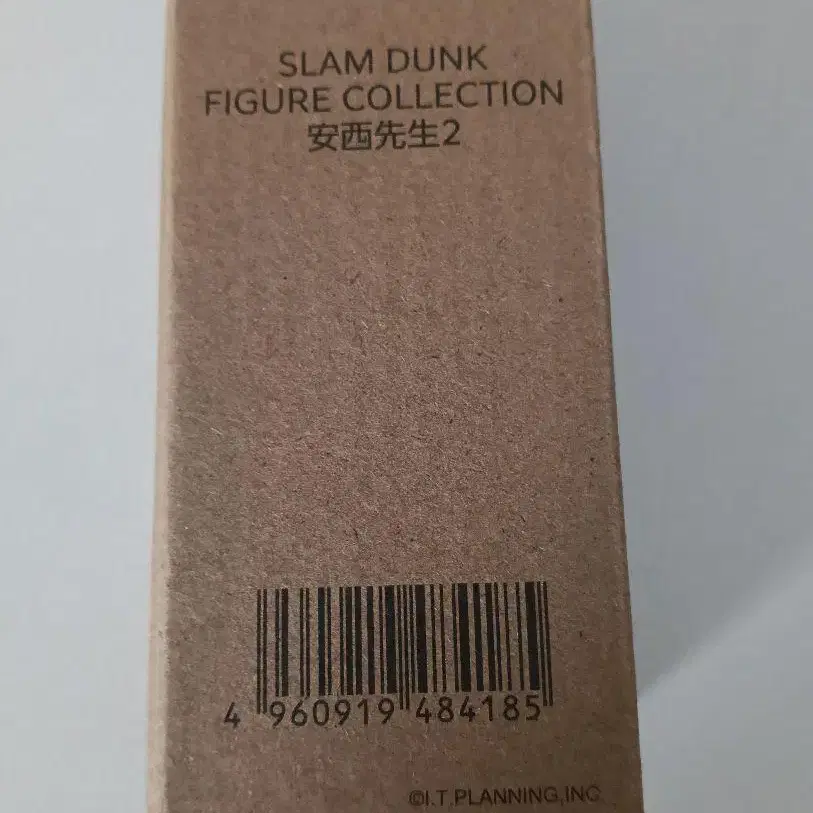 SLAM DUNK
FIGURE COLLECTION
安西先生2
4 960919 484185
©I.T.PLANNING,INC.